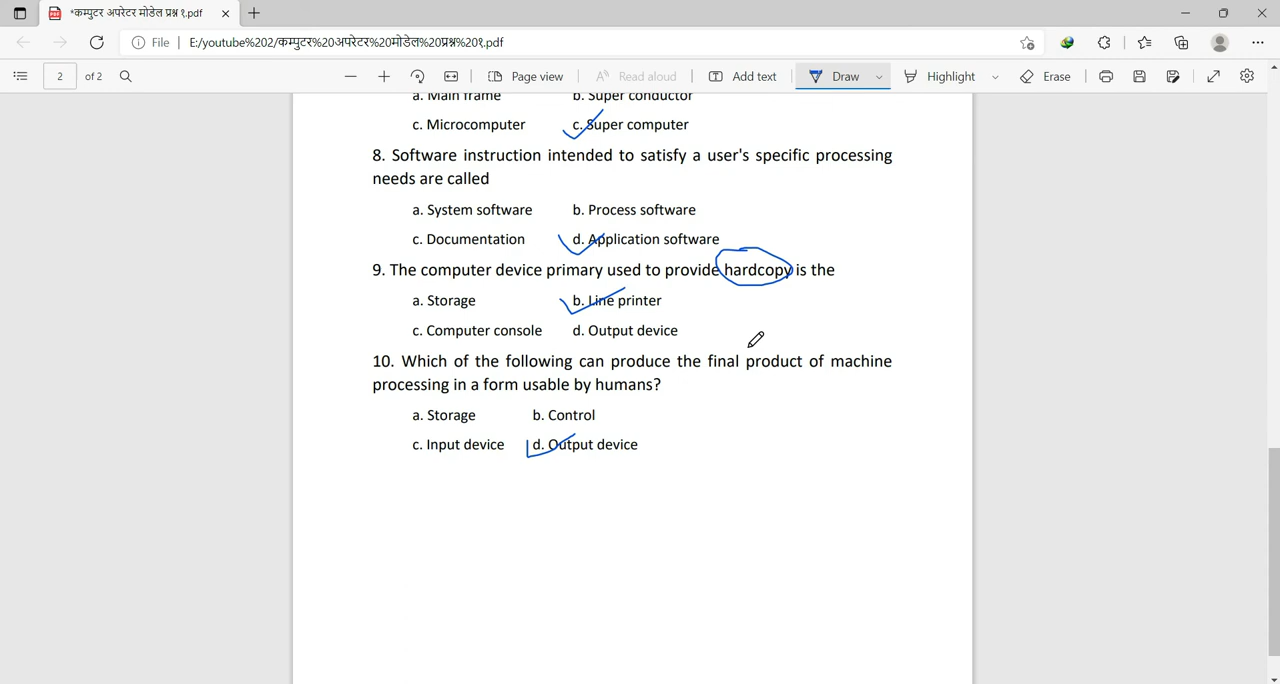 *कम्पुटर अपरेटर मोडेल प्रश्न १.pdf
File | E:/youtube%202/कम्पुटर%20अपरेटर%20मोडेल%20प्रश्न%20१.pdf
2 of 2 Page view Read aloud Add text Draw Highlight Erase
a. Main frame b. Super conductor
c. Microcomputer c. Super computer
8. Software instruction intended to satisfy a user's specific processing
needs are called
a. System software b. Process software
c. Documentation d. Application software
9. The computer device primary used to provide hardcopy is the
a. Storage b. Line printer
c. Computer console d. Output device
10. Which of the following can produce the final product of machine
processing in a form usable by humans?
a. Storage b. Control
c. Input device d. Output device